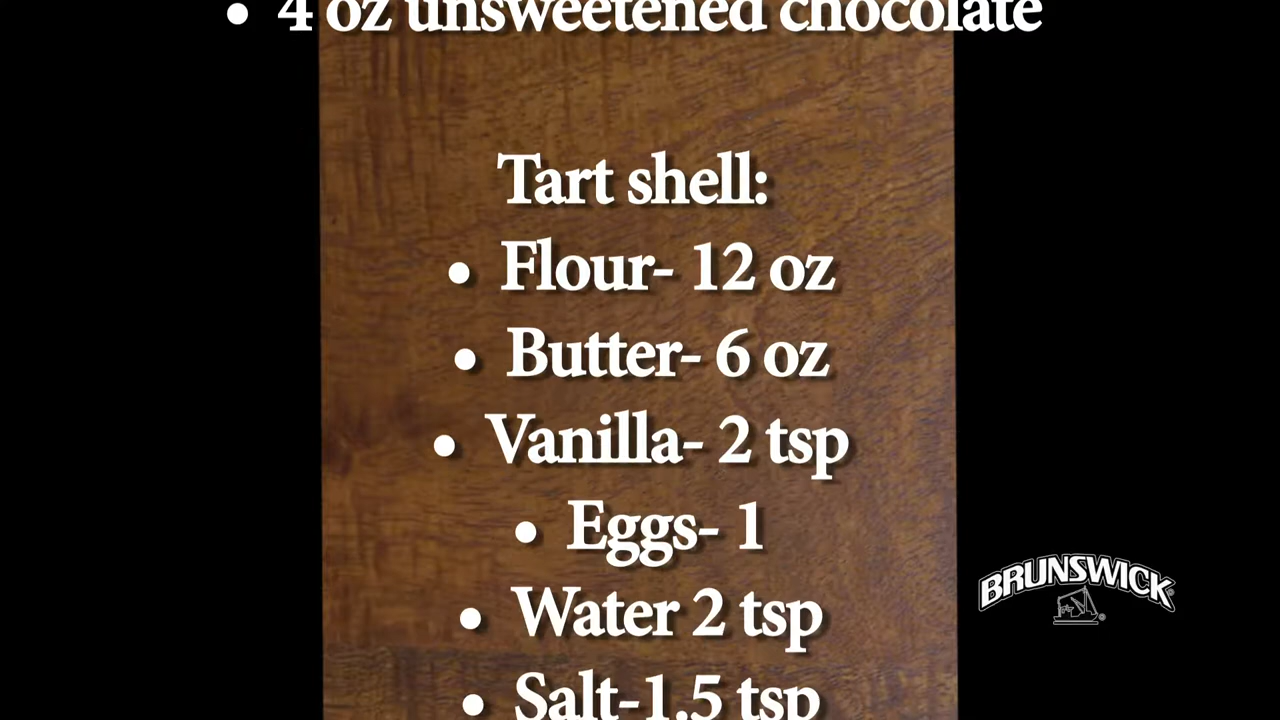 • 4 oz unsweetened chocolate
Tart shell:
• Flour- 12 oz
• Butter- 6 oz
• Vanilla- 2 tsp
• Eggs- 1
• Water 2 tsp
• Salt-1.5 tsp
BRUNSWICK